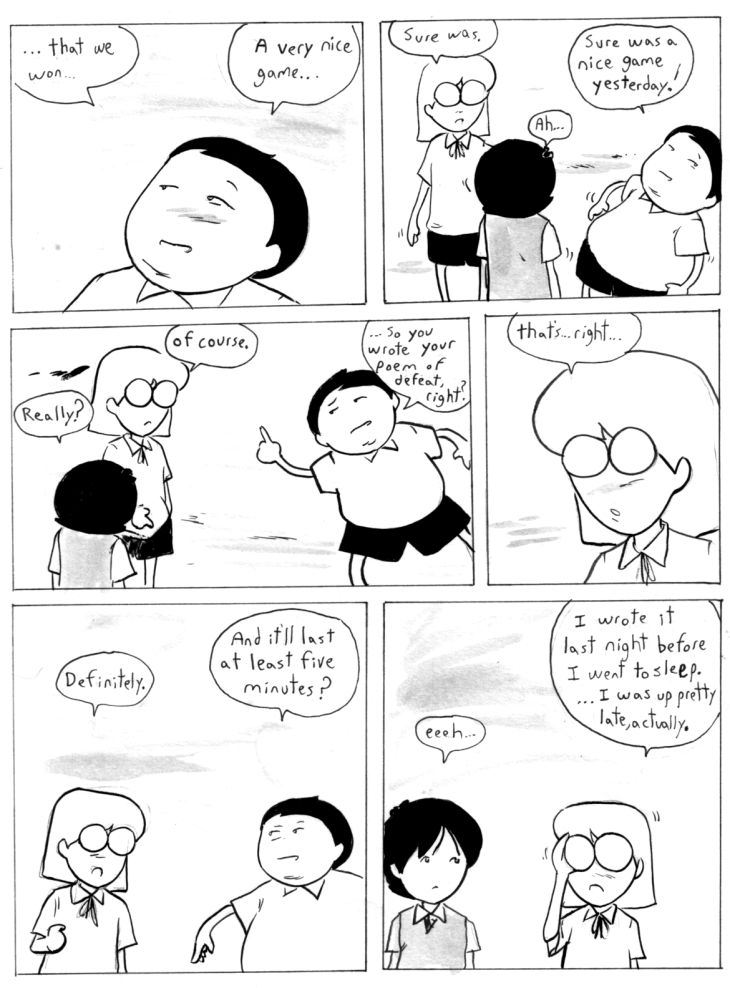 Sure was a
nice game
yesterday!
Ah...
Sure was.
A very nice
game...
...that we
won...
that's...right...
...So you
wrote your
poem of
defeat,
right?
of course.
Really?
I wrote it
last night before
I went to sleep.
...I was up pretty
late, actually.
eeeh...
And it'll last
at least five
minutes?
Definitely.